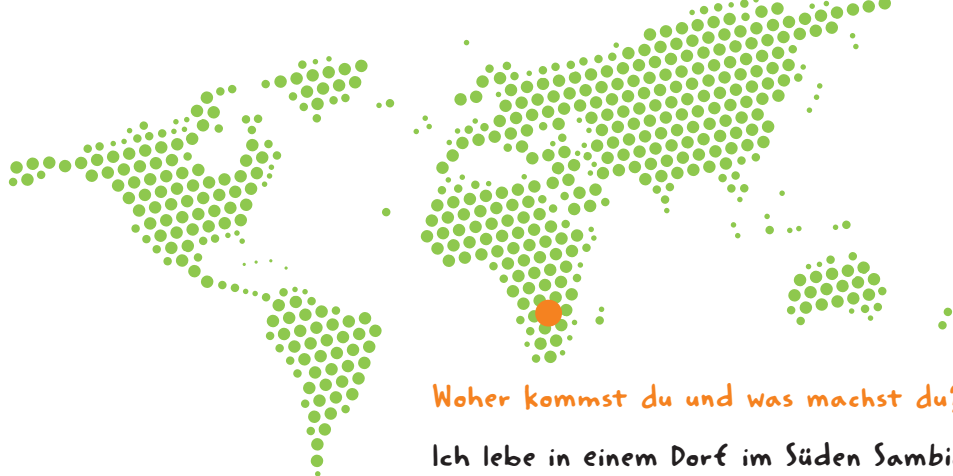 Woher kommst du und was machst du?
Ich lebe in einem Dorf im Süden Sambi